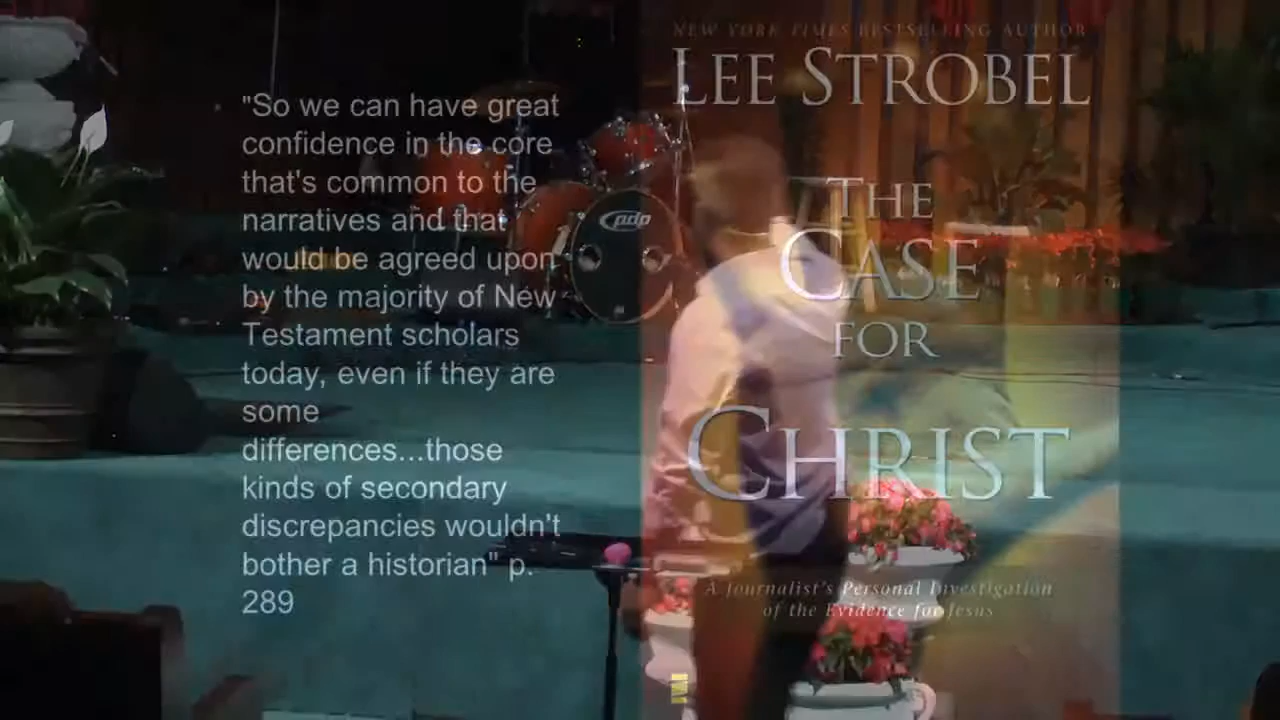 "So we can have great
confidence in the core
that's common to the
narratives and that
would be agreed upon
by the majority of New
Testament scholars
today, even if they are
some
differences...those
kinds of secondary
discrepancies wouldn't
bother a historian" p.
289
NEW YORK TIMES BESTSELLING AUTHOR
LEE STROBEL
THE
CASE
FOR
CHRIST
A Journalist's Personal Investigation
of the Evidence for Jesus
pdp